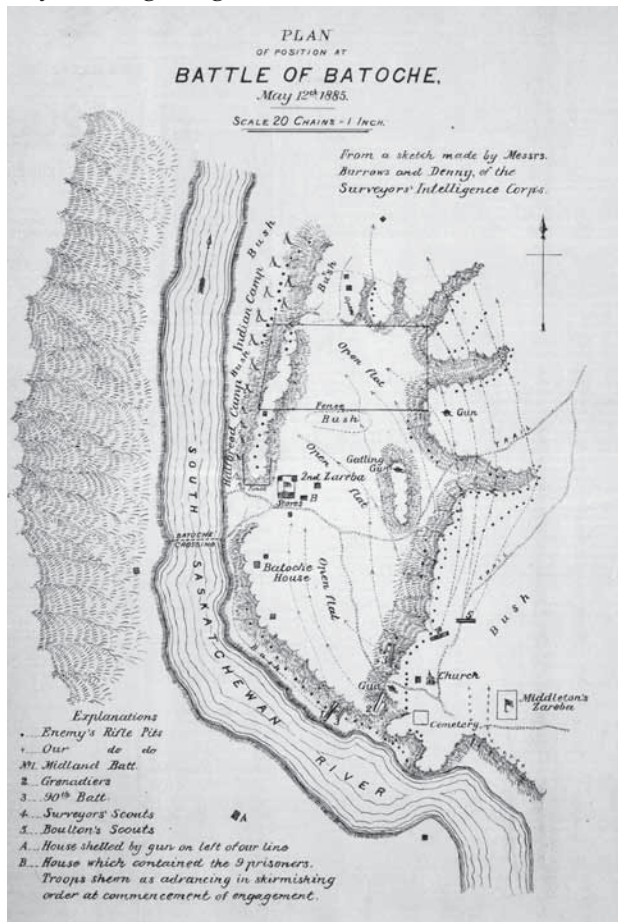 PLAN
OF POSITION AT
BATTLE OF BATOCHE,
May 12th 1885.
SCALE 20 CHAINS - 1 INCH.
From a sketch made by Messrs.
Burrows and Denny, of the
Surveyors' Intelligence Corps.
Bush
Indian Camp
Bush
Halfbreed Camp
Bush
Open flat
Fence
Bush
Gun
TRAIL
Gatling
Gun
2nd Zareba
B
Stores
Open flat
SOUTH
BATOCHE
CROSSING
SASKATCHEWAN
RIVER
Batoche
House
Open flat
TRAIL
5
Bush
Church
Gun
2
Cemetery
Middleton's
Zareba
A
Explanations
. .... Enemy's Rifle Pits
. .... Our do do
No 1. Midland Batt.
2 .... Grenadiers
3 .... 90th Batt.
4 .... Surveyors' Scouts
5 .... Boulton's Scouts
A .... House shelled by gun on left of our line
B .... House which contained the 9 prisoners.
Troops shewn as advancing in skirmishing
order at commencement of engagement.